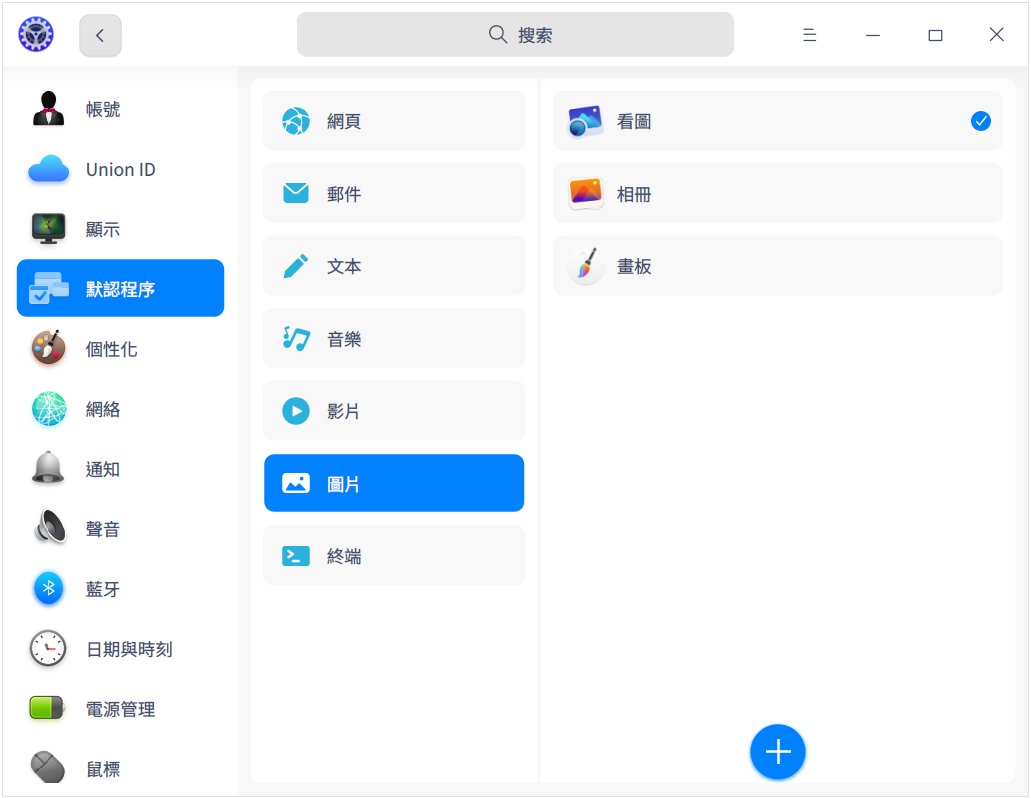 搜索
帳號
Union ID
顯示
默認程序
個性化
網絡
通知
聲音
藍牙
日期與時刻
電源管理
鼠標
網頁
郵件
文本
音樂
影片
圖片
終端
看圖
相冊
畫板